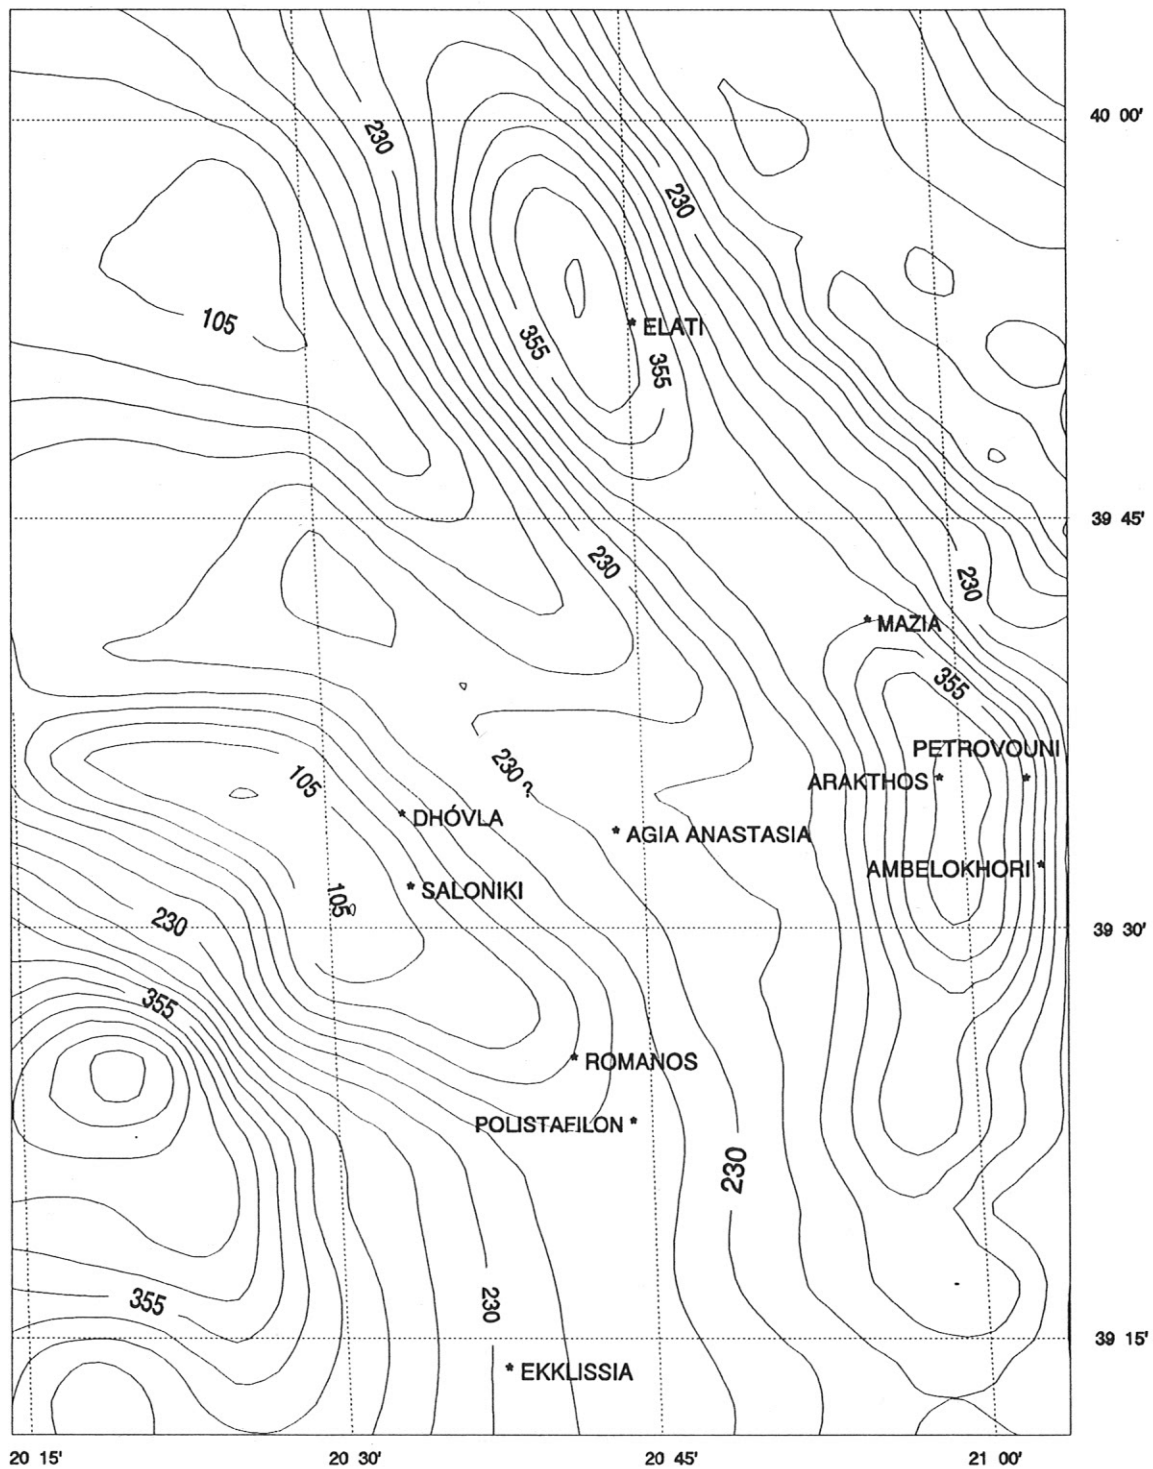 40 00'
230
230
105
* ELATI
355
355
39 45'
230
230
* MAZIA
355
PETROVOUNI
230 ?
105
ARAKTHOS * *
* DHÓVLA
* AGIA ANASTASIA
AMBELOKHORI *
105
* SALONIKI
230
39 30'
355
* ROMANOS
POLISTAFILON *
230
355
230
39 15'
* EKKLISSIA
20 15' 20 30' 20 45' 21 00'